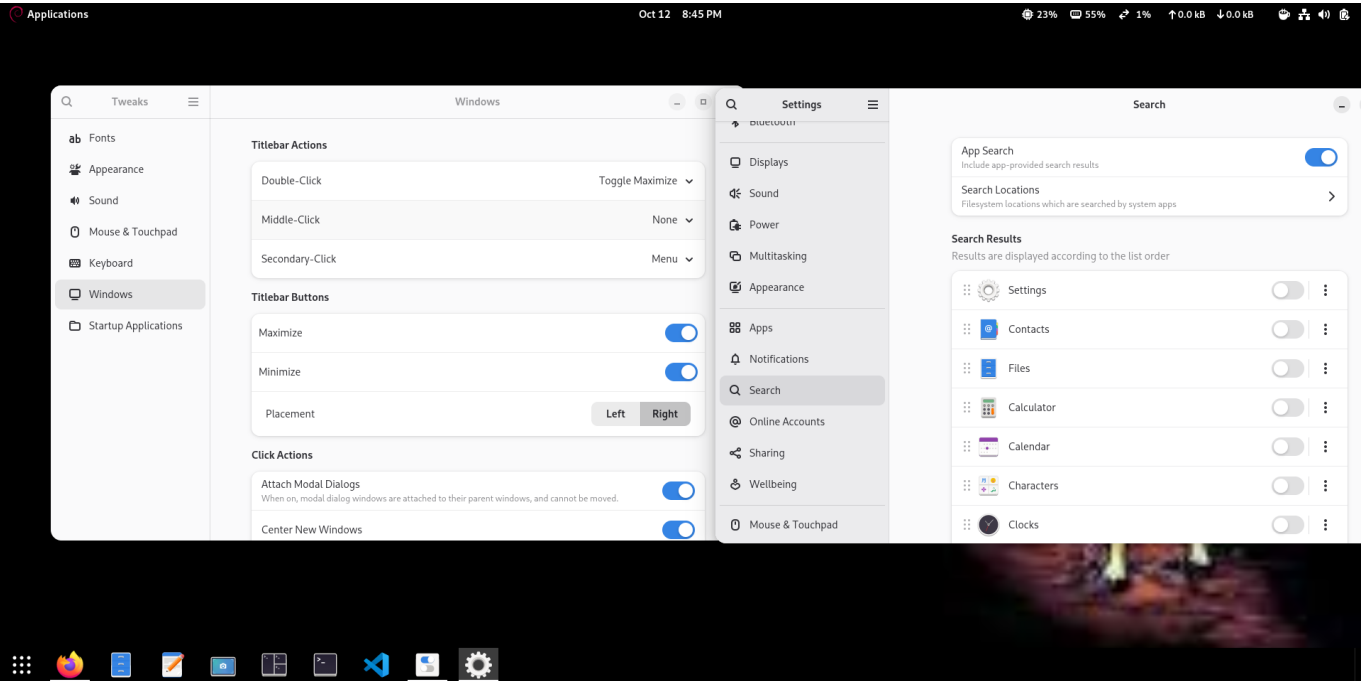 Applications
Oct 12 8:45 PM
23% 55% 1% ↑0.0 kB ↓0.0 kB
Tweaks
Windows
ab Fonts
Appearance
Sound
Mouse & Touchpad
Keyboard
Windows
Startup Applications
Titlebar Actions
Double-Click Toggle Maximize
Middle-Click None
Secondary-Click Menu
Titlebar Buttons
Maximize
Minimize
Placement Left Right
Click Actions
Attach Modal Dialogs
When on, modal dialog windows are attached to their parent windows, and cannot be moved.
Center New Windows
Settings
Search
Bluetooth
Displays
Sound
Power
Multitasking
Appearance
Apps
Notifications
Search
Online Accounts
Sharing
Wellbeing
Mouse & Touchpad
App Search
Include app-provided search results
Search Locations
Filesystem locations which are searched by system apps
Search Results
Results are displayed according to the list order
Settings
Contacts
Files
Calculator
Calendar
Characters
Clocks